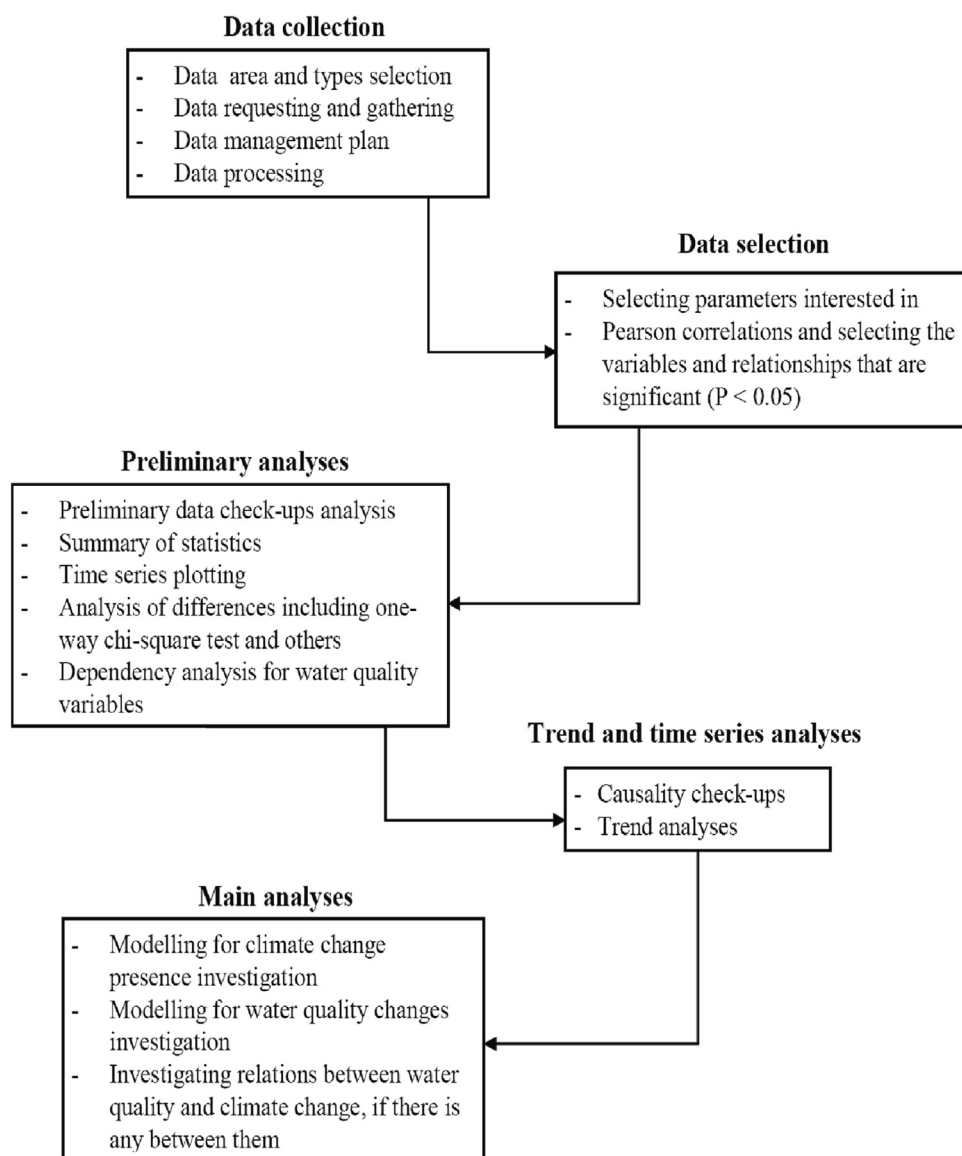 Data collection
- Data area and types selection
- Data requesting and gathering
- Data management plan
- Data processing
Data selection
- Selecting parameters interested in
- Pearson correlations and selecting the
variables and relationships that are
significant (P < 0.05)
Preliminary analyses
- Preliminary data check-ups analysis
- Summary of statistics
- Time series plotting
- Analysis of differences including one-
way chi-square test and others
- Dependency analysis for water quality
variables
Trend and time series analyses
- Causality check-ups
- Trend analyses
Main analyses
- Modelling for climate change
presence investigation
- Modelling for water quality changes
investigation
- Investigating relations between water
quality and climate change, if there is
any between them